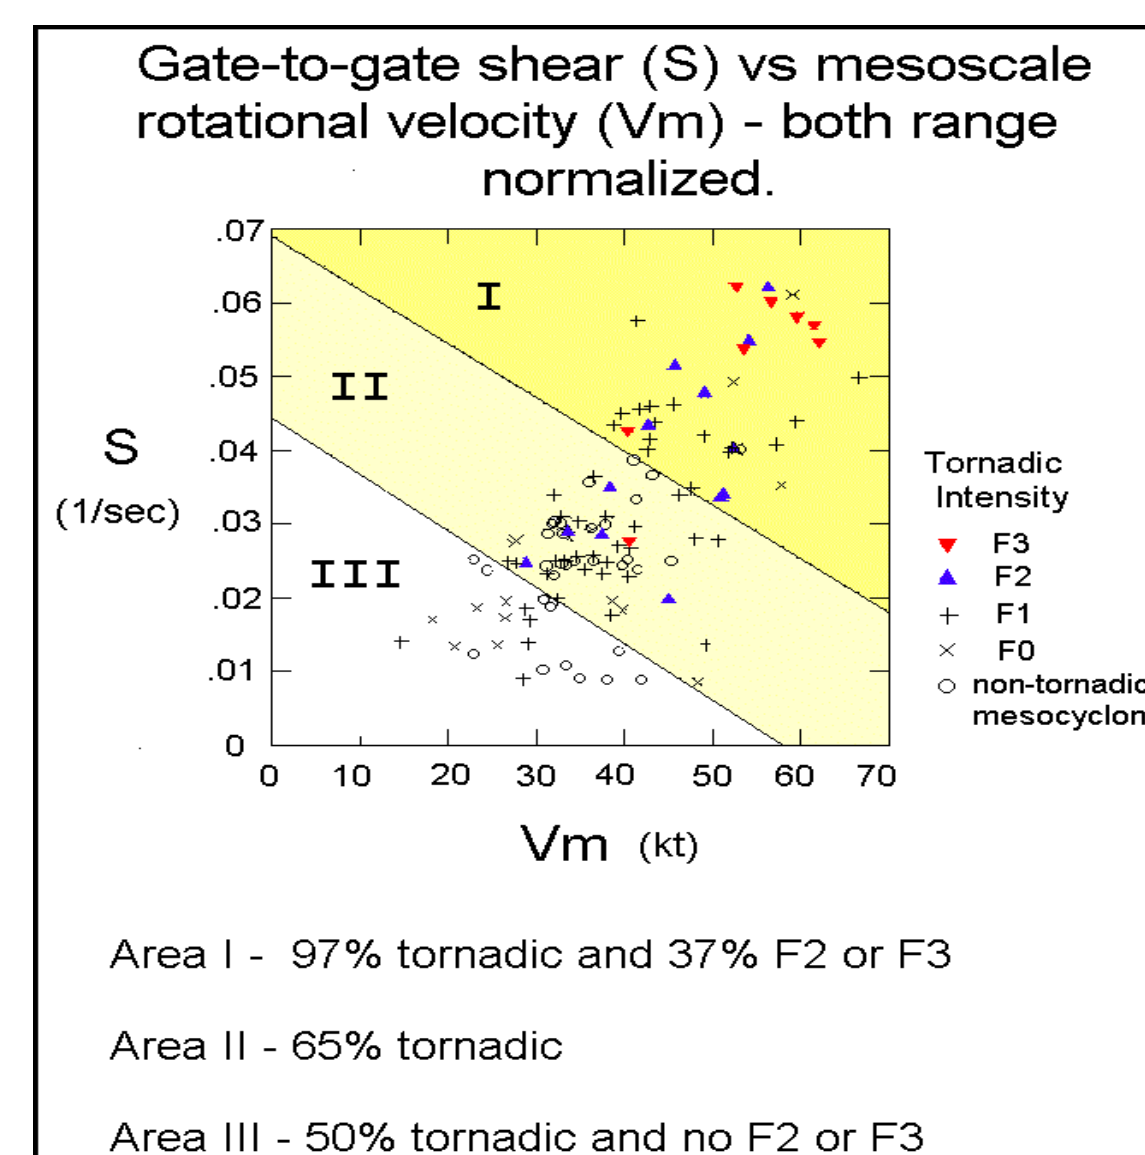 Gate-to-gate shear (S) vs mesoscale
rotational velocity (Vm) - both range
normalized.
.07
.06
.05
.04
.03
.02
.01
0
S
(1/sec)
I
II
III
0 10 20 30 40 50 60 70
Vm (kt)
Tornadic
Intensity
F3
F2
F1
F0
non-tornadic
mesocyclon
Area I - 97% tornadic and 37% F2 or F3
Area II - 65% tornadic
Area III - 50% tornadic and no F2 or F3